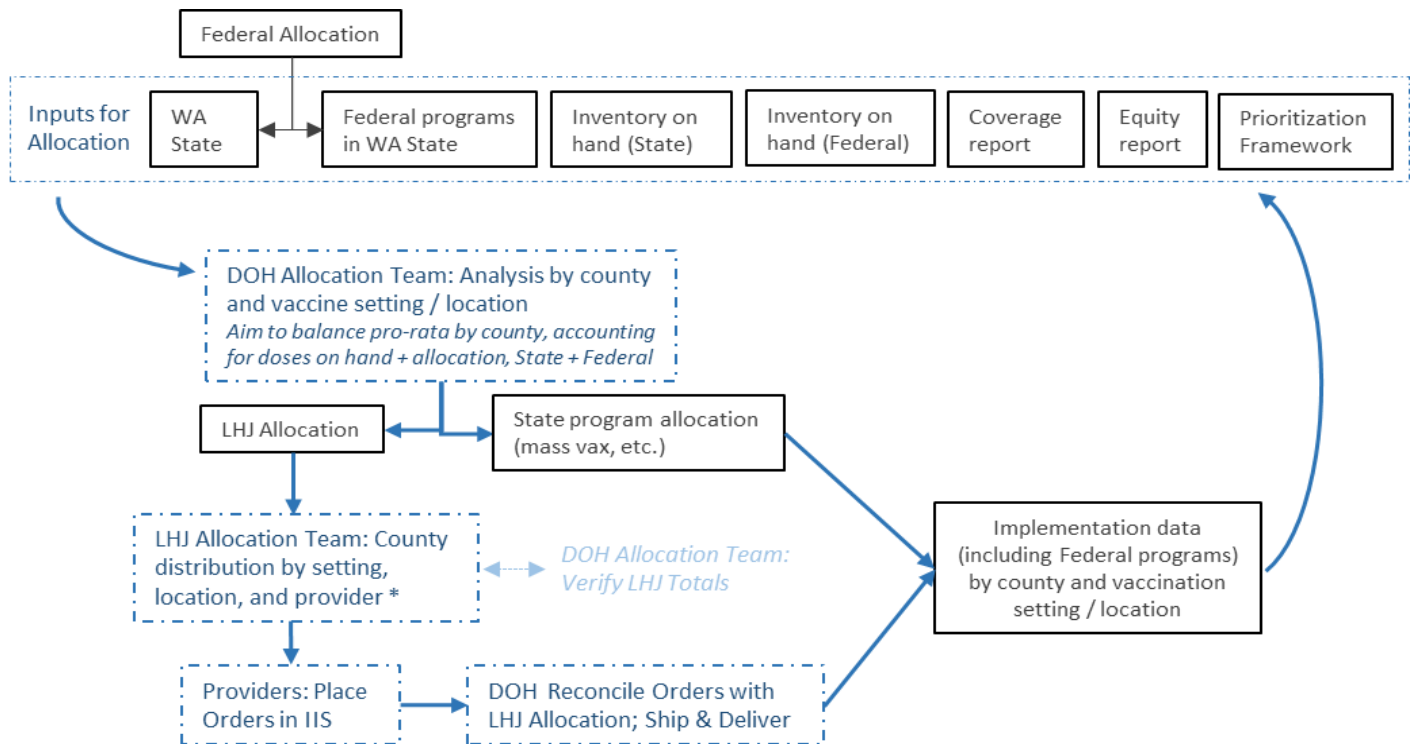 Federal Allocation
Inputs for
Allocation
WA
State
Federal programs
in WA State
Inventory on
hand (State)
Inventory on
hand (Federal)
Coverage
report
Equity
report
Prioritization
Framework
DOH Allocation Team: Analysis by county
and vaccine setting / location
Aim to balance pro-rata by county, accounting
for doses on hand + allocation, State + Federal
LHJ Allocation
State program allocation
(mass vax, etc.)
LHJ Allocation Team: County
distribution by setting,
location, and provider *
DOH Allocation Team:
Verify LHJ Totals
Implementation data
(including Federal programs)
by county and vaccination
setting / location
Providers: Place
Orders in IIS
DOH Reconcile Orders with
LHJ Allocation; Ship & Deliver